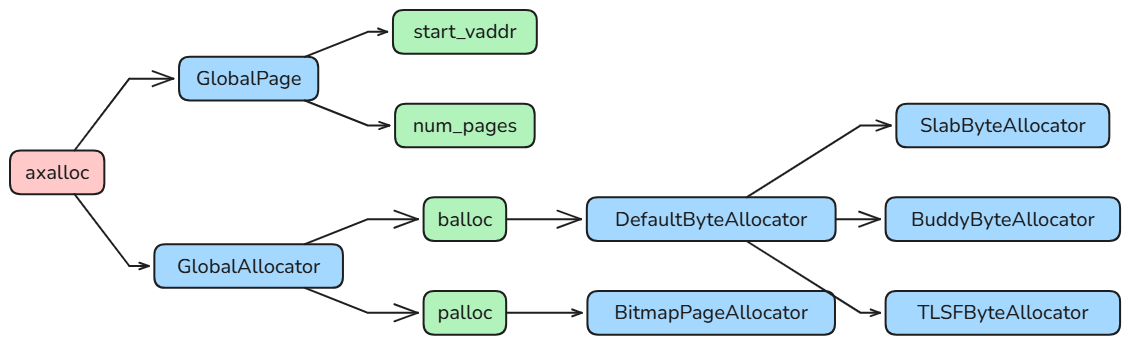 start_vaddr
GlobalPage
num_pages
SlabByteAllocator
axalloc
balloc
DefaultByteAllocator
BuddyByteAllocator
GlobalAllocator
palloc
BitmapPageAllocator
TLSFByteAllocator